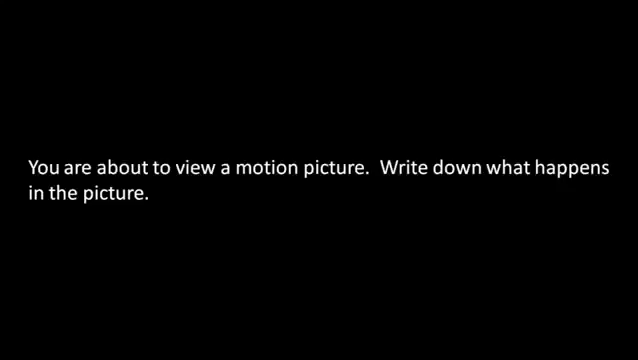 You are about to view a motion picture.  Write down what happens
in the picture.